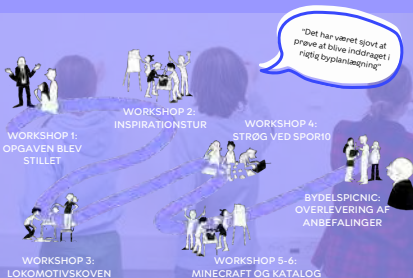 "Det har været sjovt at
prøve at blive inddraget i
rigtig byplanlægning"
WORKSHOP 1:
OPGAVEN BLEV
STILLET
WORKSHOP 2:
INSPIRATIONSTUR
WORKSHOP 3:
LOKOMOTIVSKOVEN
WORKSHOP 4:
STRØG VED SPOR10
WORKSHOP 5-6:
MINECRAFT OG KATALOG
BYDELSPICNIC:
OVERLEVERING AF
ANBEFALINGER